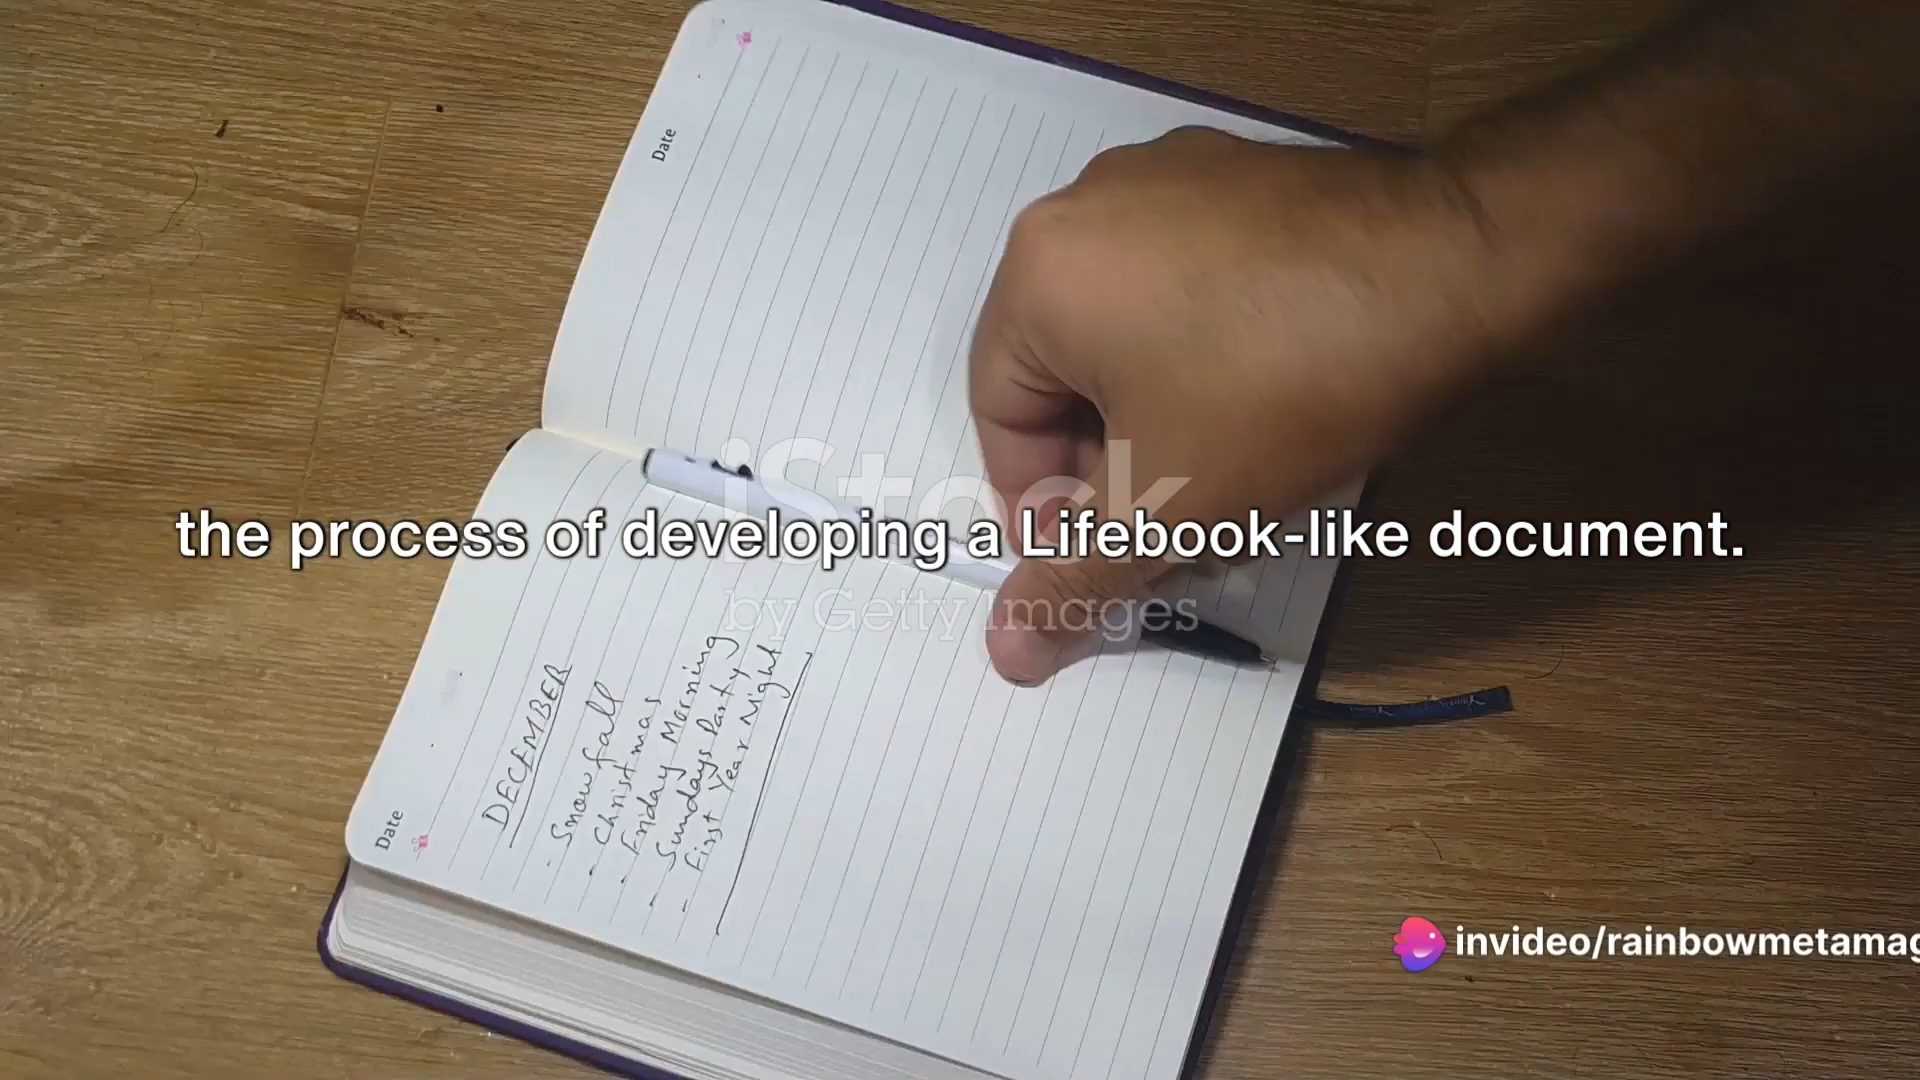 Date
iStock
by Getty Images
the process of developing a Lifebook-like document.
Date
DECEMBER
- Snowfall
- Christmas
- Friday Morning
- Sundays Party
- First Year Night
invideo/rainbowmetamag